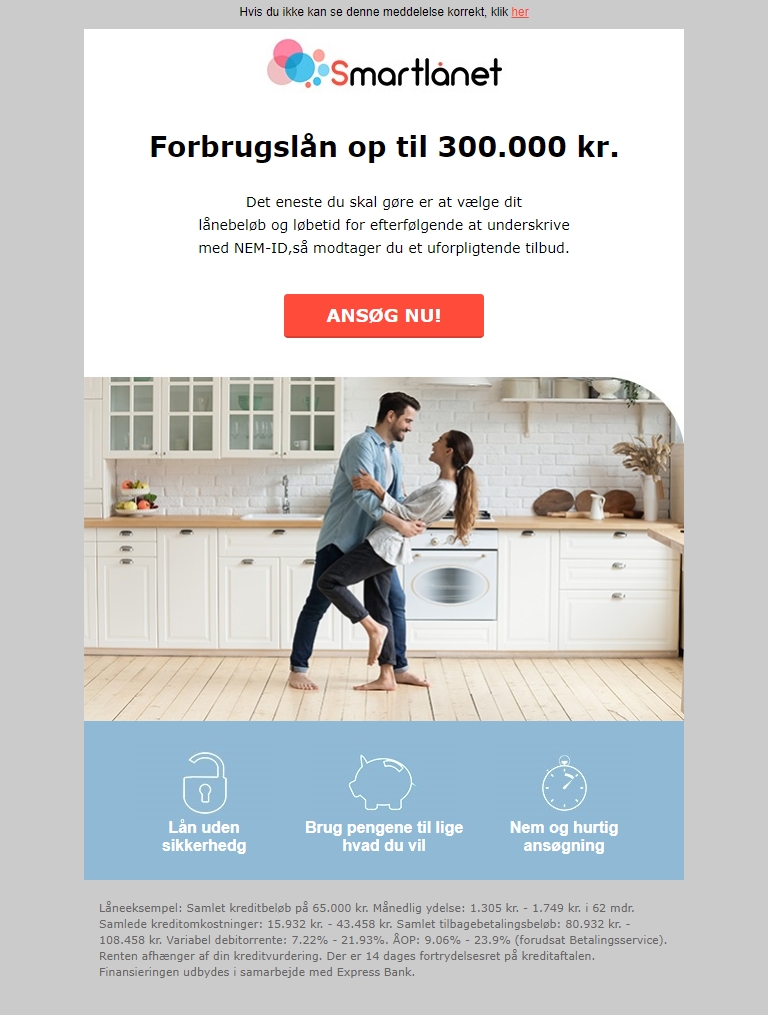 Hvis du ikke kan se denne meddelelse korrekt, klik her
Smartlånet
Forbrugslån op til 300.000 kr.
Det eneste du skal gøre er at vælge dit
lånebeløb og løbetid for efterfølgende at underskrive
med NEM-ID,så modtager du et uforpligtende tilbud.
ANSØG NU!
Lån uden
sikkerhedg
Brug pengene til lige
hvad du vil
Nem og hurtig
ansøgning
Låneeksempel: Samlet kreditbeløb på 65.000 kr. Månedlig ydelse: 1.305 kr. - 1.749 kr. i 62 mdr.
Samlede kreditomkostninger: 15.932 kr. - 43.458 kr. Samlet tilbagebetalingsbeløb: 80.932 kr. -
108.458 kr. Variabel debitorrente: 7.22% - 21.93%. ÅOP: 9.06% - 23.9% (forudsat Betalingsservice).
Renten afhænger af din kreditvurdering. Der er 14 dages fortrydelsesret på kreditaftalen.
Finansieringen udbydes i samarbejde med Express Bank.